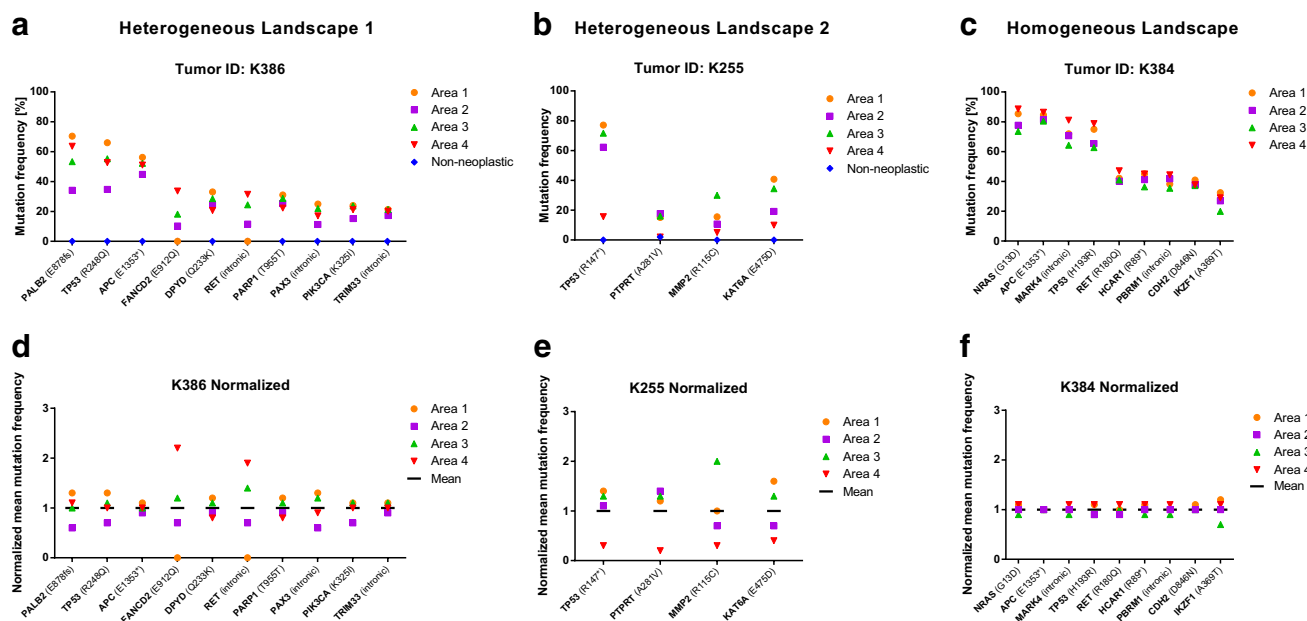 a Heterogeneous Landscape 1
Tumor ID: K386
Mutation frequency [%]
100
80
60
40
20
0
PALB2 (E878fs)
TP53 (R248Q)
APC (E1353*)
FANCD2 (E912Q)
DPYD (Q233K)
RET (intronic)
PARP1 (T955T)
PAX3 (intronic)
PIK3CA (K325I)
TRIM33 (intronic)
Area 1
Area 2
Area 3
Area 4
Non-neoplastic
b Heterogeneous Landscape 2
Tumor ID: K255
Mutation frequency
100
80
60
40
20
0
TP53 (R147*)
PTPRT (A281V)
MMP2 (R115C)
KAT6A (E475D)
Area 1
Area 2
Area 3
Area 4
Non-neoplastic
c Homogeneous Landscape
Tumor ID: K384
Mutation frequency [%]
100
80
60
40
20
0
NRAS (G13D)
APC (E1353*)
MARK4 (intronic)
TP53 (H193R)
RET (R180Q)
HCAR1 (R89*)
PBRM1 (intronic)
CDH2 (D846N)
IKZF1 (A369T)
Area 1
Area 2
Area 3
Area 4
d
K386 Normalized
Normalized mean mutation frequency
3
2
1
0
PALB2 (E878fs)
TP53 (R248Q)
APC (E1353*)
FANCD2 (E912Q)
DPYD (Q233K)
RET (intronic)
PARP1 (T955T)
PAX3 (intronic)
PIK3CA (K325I)
TRIM33 (intronic)
Area 1
Area 2
Area 3
Area 4
Mean
e
K255 Normalized
Normalized mean mutation frequency
3
2
1
0
TP53 (R147*)
PTPRT (A281V)
MMP2 (R115C)
KAT6A (E475D)
Area 1
Area 2
Area 3
Area 4
Mean
f
K384 Normalized
Normalized mean mutation frequency
3
2
1
0
NRAS (G13D)
APC (E1353*)
MARK4 (intronic)
TP53 (H193R)
RET (R180Q)
HCAR1 (R89*)
PBRM1 (intronic)
CDH2 (D846N)
IKZF1 (A369T)
Area 1
Area 2
Area 3
Area 4
Mean